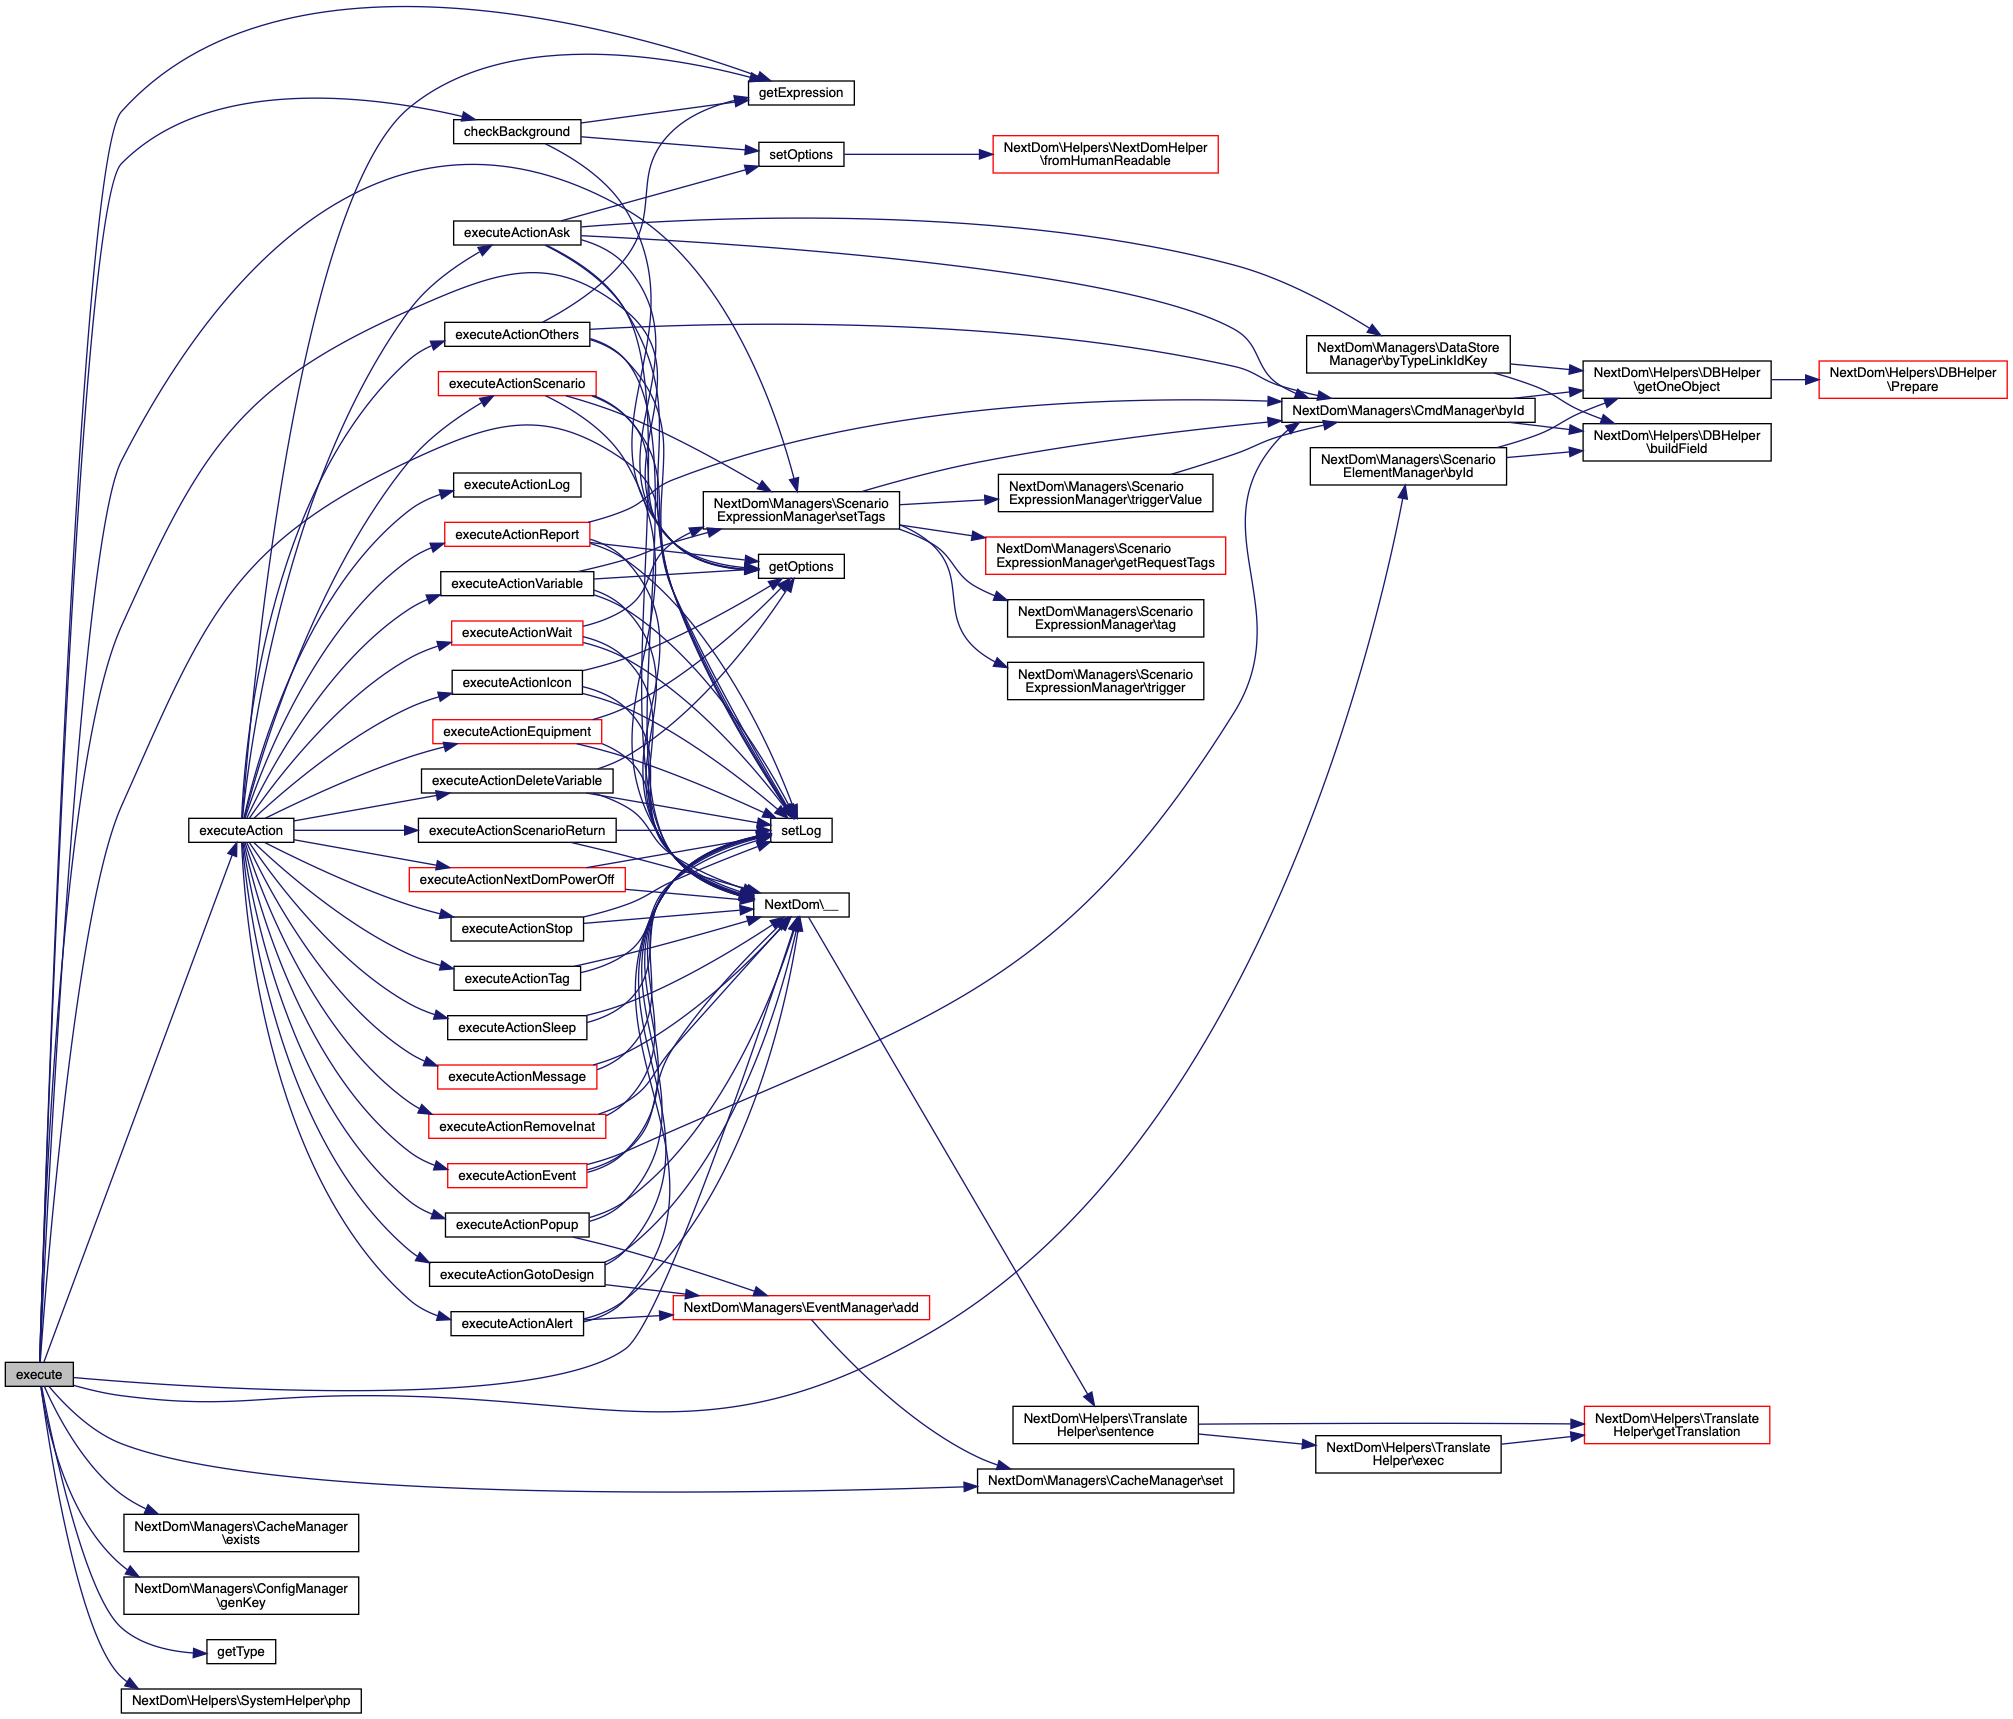 getExpression
checkBackground
setOptions
NextDom\Helpers\NextDomHelper
\fromHumanReadable
executeActionAsk
executeActionOthers
executeActionScenario
NextDom\Managers\DataStore
Manager\byTypeLinkIdKey
NextDom\Helpers\DBHelper
\getOneObject
NextDom\Helpers\DBHelper
\Prepare
NextDom\Managers\CmdManager\byId
NextDom\Helpers\DBHelper
\buildField
NextDom\Managers\Scenario
ElementManager\byId
executeActionLog
NextDom\Managers\Scenario
ExpressionManager\setTags
NextDom\Managers\Scenario
ExpressionManager\triggerValue
executeActionReport
NextDom\Managers\Scenario
ExpressionManager\getRequestTags
getOptions
executeActionVariable
NextDom\Managers\Scenario
ExpressionManager\tag
executeActionWait
NextDom\Managers\Scenario
ExpressionManager\trigger
executeActionIcon
executeActionEquipment
executeActionDeleteVariable
executeAction
executeActionScenarioReturn
setLog
executeActionNextDomPowerOff
NextDom\__
executeActionStop
executeActionTag
executeActionSleep
executeActionMessage
executeActionRemoveInat
executeActionEvent
executeActionPopup
executeActionGotoDesign
NextDom\Managers\EventManager\add
executeActionAlert
execute
NextDom\Helpers\Translate
Helper\sentence
NextDom\Helpers\Translate
Helper\getTranslation
NextDom\Helpers\Translate
Helper\exec
NextDom\Managers\CacheManager\set
NextDom\Managers\CacheManager
\exists
NextDom\Managers\ConfigManager
\genKey
getType
NextDom\Helpers\SystemHelper\php